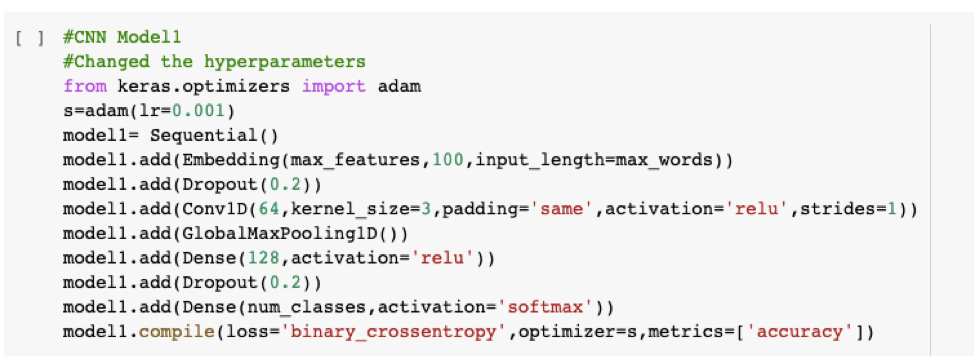 [ ] #CNN Model1
#Changed the hyperparameters
from keras.optimizers import adam
s=adam(lr=0.001)
model1= Sequential()
model1.add(Embedding(max_features,100,input_length=max_words))
model1.add(Dropout(0.2))
model1.add(Conv1D(64,kernel_size=3,padding='same',activation='relu',strides=1))
model1.add(GlobalMaxPooling1D())
model1.add(Dense(128,activation='relu'))
model1.add(Dropout(0.2))
model1.add(Dense(num_classes,activation='softmax'))
model1.compile(loss='binary_crossentropy',optimizer=s,metrics=['accuracy'])